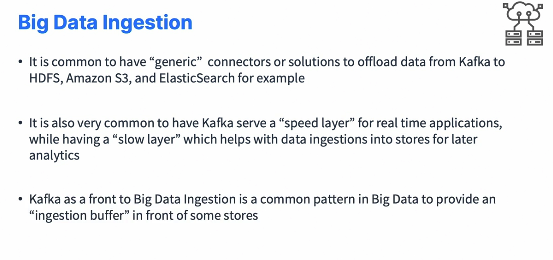 Big Data Ingestion
• It is common to have “generic” connectors or solutions to offload data from Kafka to
HDFS, Amazon S3, and ElasticSearch for example
• It is also very common to have Kafka serve a “speed layer” for real time applications,
while having a “slow layer” which helps with data ingestions into stores for later
analytics
• Kafka as a front to Big Data Ingestion is a common pattern in Big Data to provide an
“ingestion buffer” in front of some stores